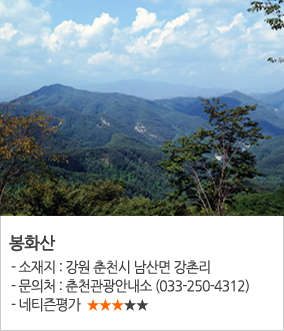 봉화산
- 소재지 : 강원 춘천시 남산면 강촌리
- 문의처 : 춘천관광안내소 (033-250-4312)
- 네티즌평가 ★★★★★